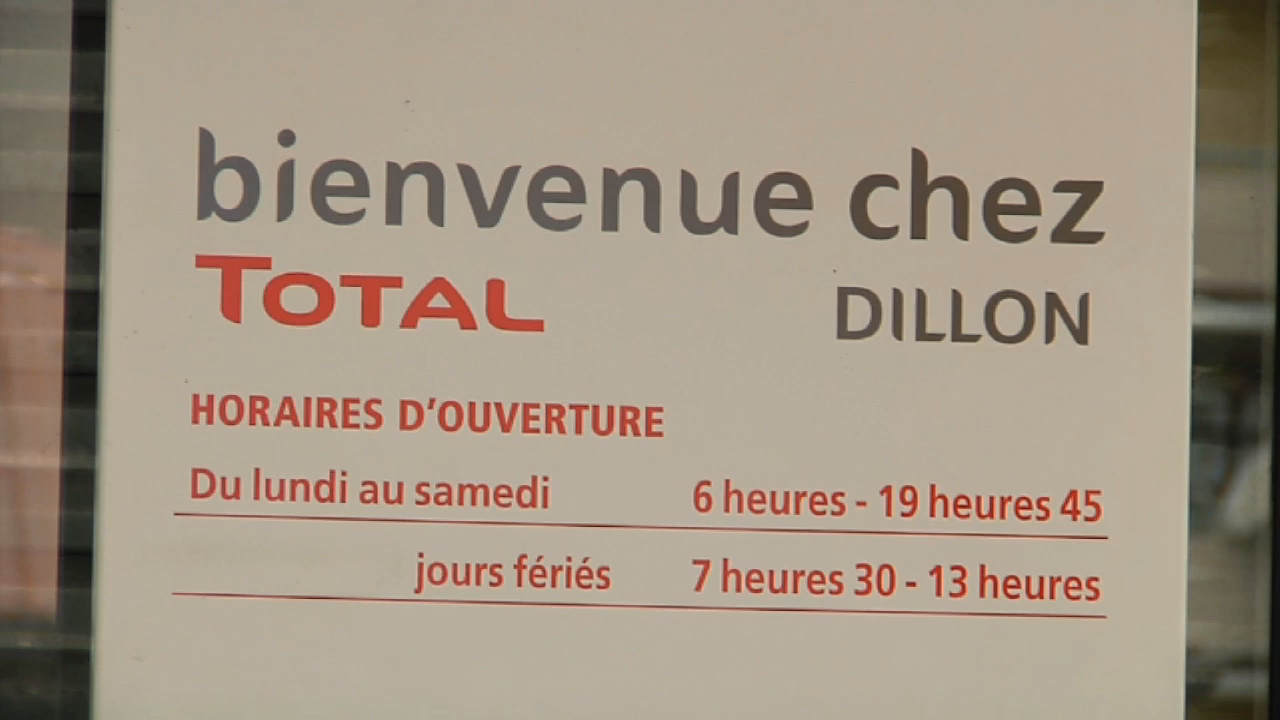 bienvenue chez
TOTAL DILLON
HORAIRES D'OUVERTURE
Du lundi au samedi 6 heures - 19 heures 45
jours fériés 7 heures 30 - 13 heures